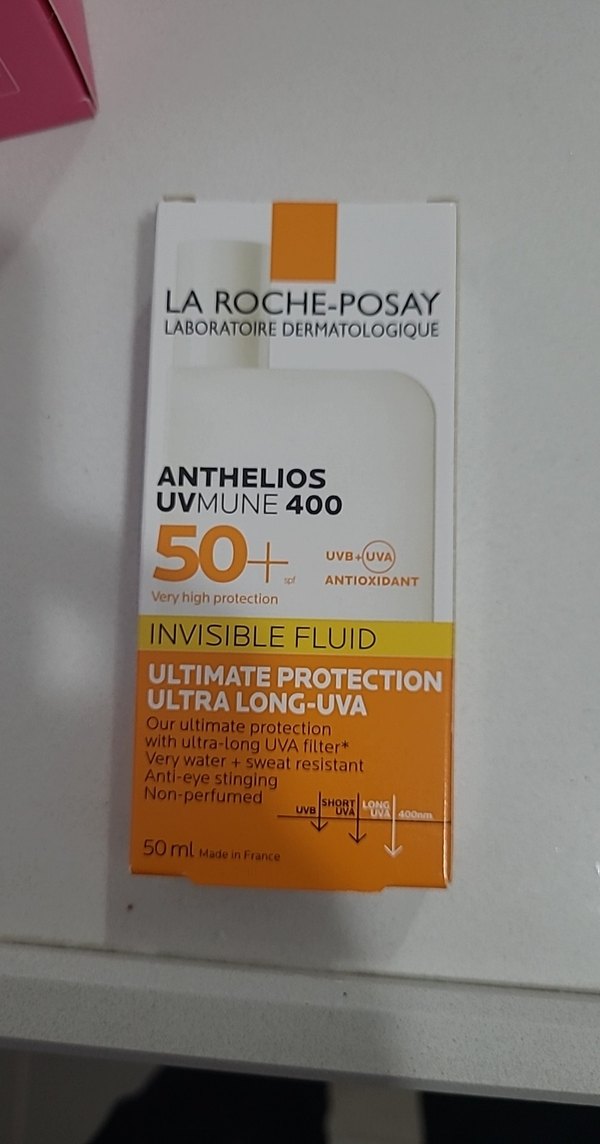 LA ROCHE-POSAY
LABORATOIRE DERMATOLOGIQUE
ANTHELIOS
UVMUNE 400
50+ spf
UVB+UVA
ANTIOXIDANT
Very high protection
INVISIBLE FLUID
ULTIMATE PROTECTION
ULTRA LONG-UVA
Our ultimate protection
with ultra-long UVA filter*
Very water + sweat resistant
Anti-eye stinging
Non-perfumed
UVB
SHORT
UVA
LONG
UVA
400nm
50 ml Made in France